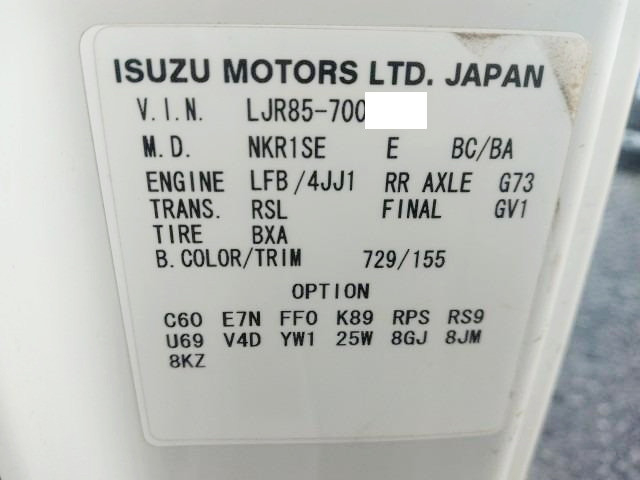 ISUZU MOTORS LTD. JAPAN
V.I.N. LJR85-700
M.D. NKR1SE E BC/BA
ENGINE LFB/4JJ1 RR AXLE G73
TRANS. RSL FINAL GV1
TIRE BXA
B.COLOR/TRIM 729/155
OPTION
C60 E7N FF0 K89 RPS RS9
U69 V4D YW1 25W 8GJ 8JM
8KZ